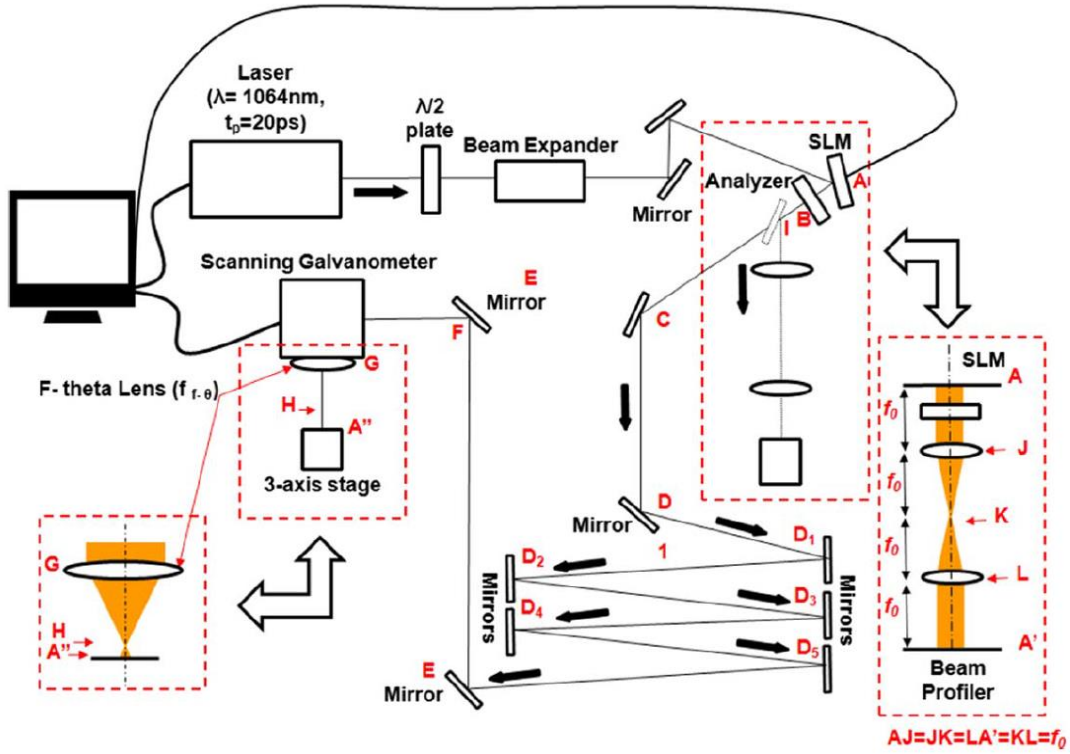 Laser
(λ= 1064nm,
tp=20ps)
λ/2
plate
Beam Expander
Mirror
SLM
Analyzer
A
B
I
Scanning Galvanometer
E
Mirror
F
C
G
F- theta Lens (f f-θ)
H
A''
3-axis stage
D
Mirror
1
D1
D2
D3
D4
D5
Mirrors
Mirrors
E
Mirror
G
H
A''
SLM
A
f0
J
f0
K
f0
L
f0
A'
Beam
Profiler
AJ=JK=LA'=KL=f0